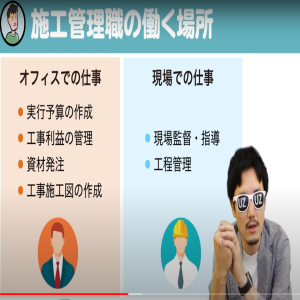 施工管理職の働く場所
オフィスでの仕事
現場での仕事
• 実行予算の作成
• 工事利益の管理
• 資材発注
• 工事施工図の作成
• 現場監督・指導
• 工程管理
UZ UZ